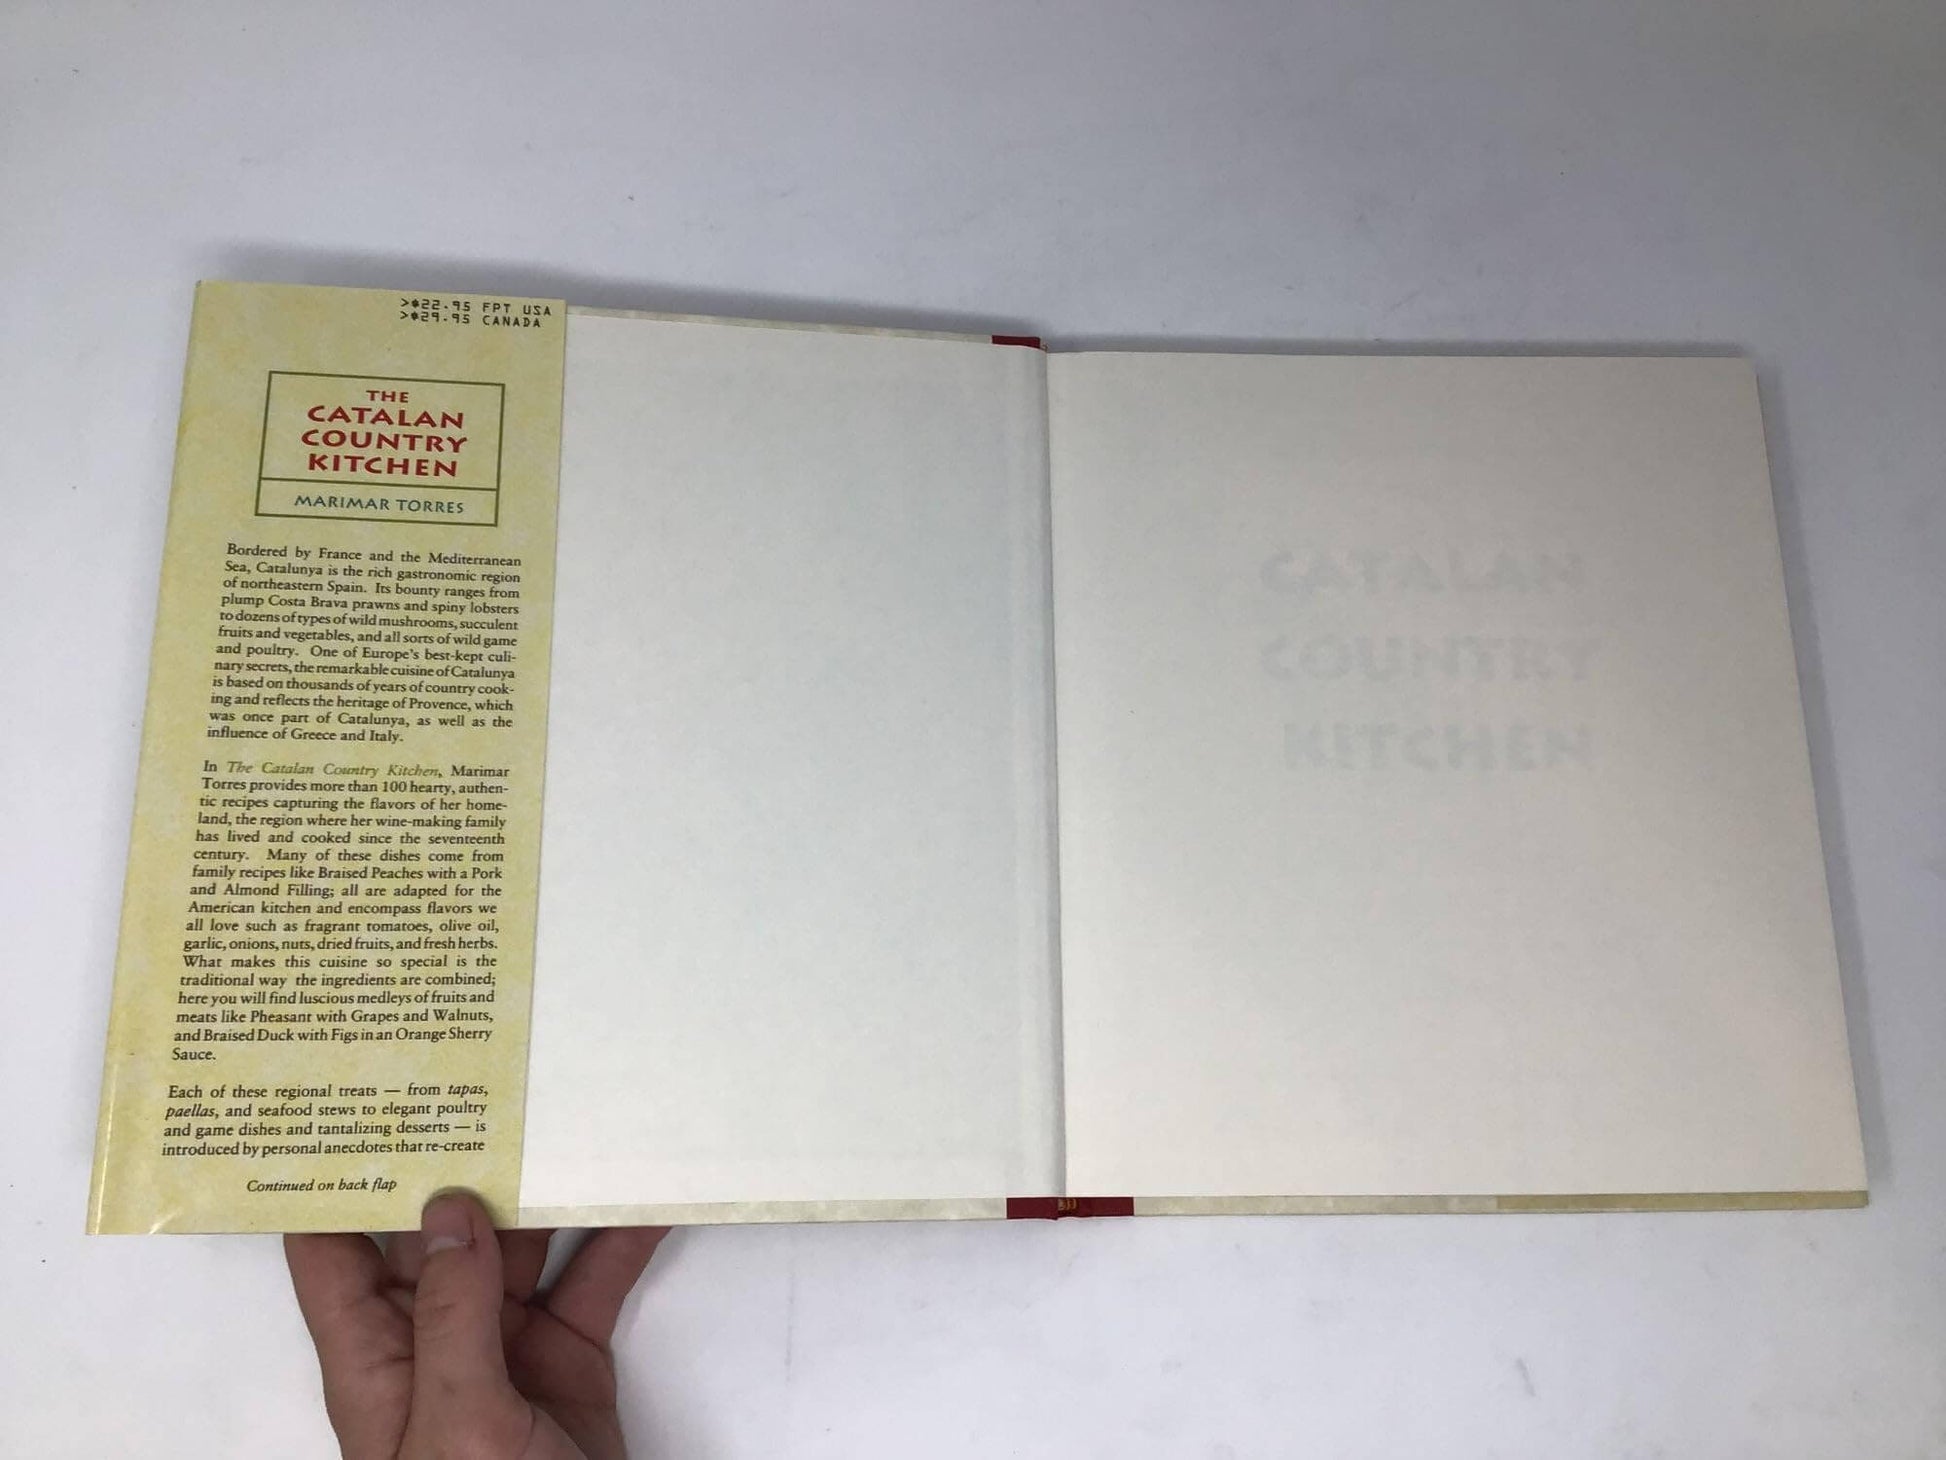 >$22.95 FPT USA
>$29.95 CANADA
THE
CATALAN
COUNTRY
KITCHEN
MARIMAR TORRES
Bordered by France and the Mediterranean
Sea, Catalunya is the rich gastronomic region
of northeastern Spain. Its bounty ranges from
plump Costa Brava prawns and spiny lobsters
to dozens of types of wild mushrooms, succulent
fruits and vegetables, and all sorts of wild game
and poultry. One of Europe's best-kept culi-
nary secrets, the remarkable cuisine of Catalunya
is based on thousands of years of country cook-
ing and reflects the heritage of Provence, which
was once part of Catalunya, as well as the
influence of Greece and Italy.
In The Catalan Country Kitchen, Marimar
Torres provides more than 100 hearty, authen-
tic recipes capturing the flavors of her home-
land, the region where her wine-making family
has lived and cooked since the seventeenth
century. Many of these dishes come from
family recipes like Braised Peaches with a Pork
and Almond Filling; all are adapted for the
American kitchen and encompass flavors we
all love such as fragrant tomatoes, olive oil,
garlic, onions, nuts, dried fruits, and fresh herbs.
What makes this cuisine so special is the
traditional way the ingredients are combined;
here you will find luscious medleys of fruits and
meats like Pheasant with Grapes and Walnuts,
and Braised Duck with Figs in an Orange Sherry
Sauce.
Each of these regional treats — from tapas,
paellas, and seafood stews to elegant poultry
and game dishes and tantalizing desserts — is
introduced by personal anecdotes that re-create
Continued on back flap
CATALAN
COUNTRY
KITCHEN